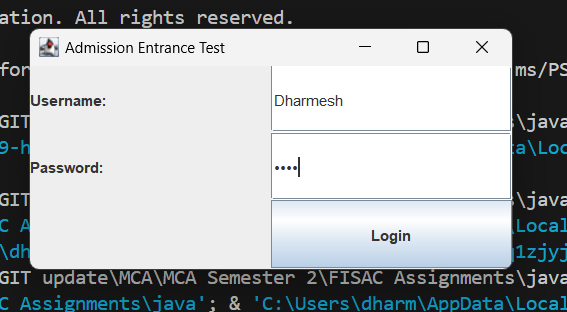 ation. All rights reserved.
Admission Entrance Test
for
ms/PS
Username:
Dharmesh
GIT
\java
9-h
\Loc
Password:
••••
GIT
\java
C A
\Local
\dh
1zjyj
Login
GIT update\MCA\MCA Semester 2\FISAC Assignments\java
C Assignments\java'; & 'C:\Users\dharm\AppData\Local